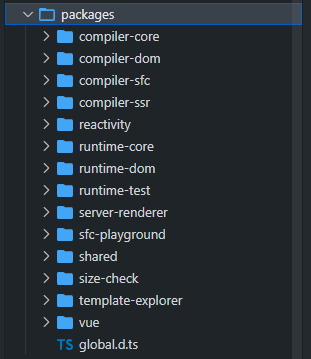 packages
compiler-core
compiler-dom
compiler-sfc
compiler-ssr
reactivity
runtime-core
runtime-dom
runtime-test
server-renderer
sfc-playground
shared
size-check
template-explorer
vue
TS global.d.ts